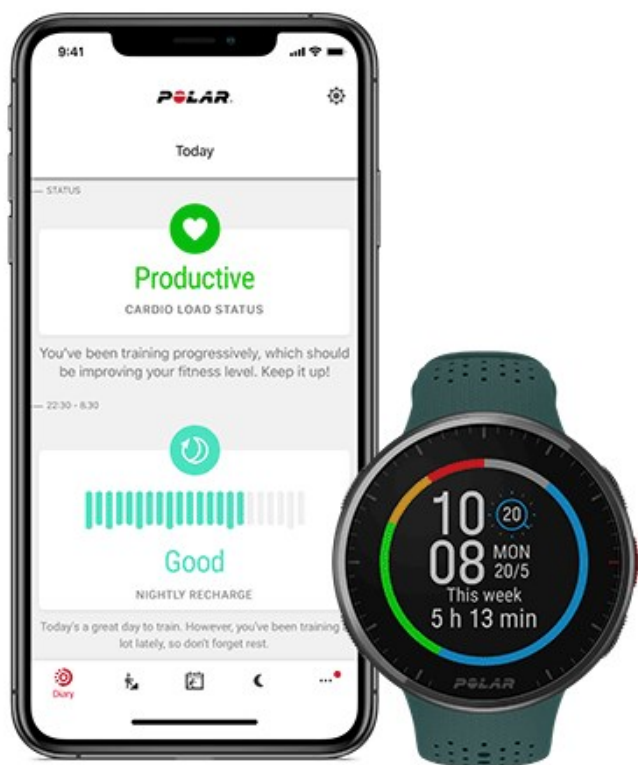 9:41
POLAR
Today
STATUS
Productive
CARDIO LOAD STATUS
You've been training progressively, which should
be improving your fitness level. Keep it up!
22:30 - 8.30
Good
NIGHTLY RECHARGE
Today's a great day to train. However, you've been training
lot lately, so don't forget rest.
Diary
10
20
08
MON
20/5
This week
5 h 13 min
POLAR